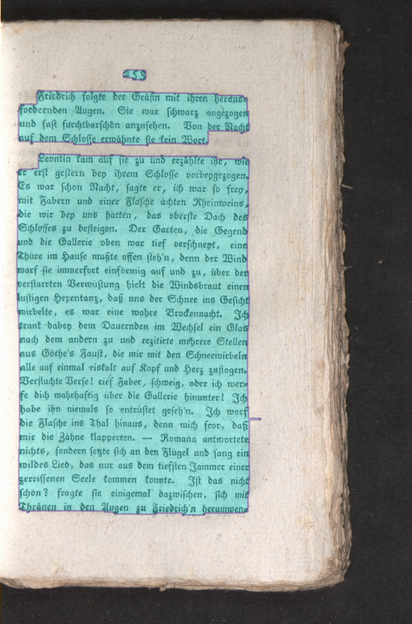 Friedrich folgte der Gräfin mit ihren heraus-
fordernden Augen. Sie war schwarz angezogen
und fast furchtbarschön anzusehen. Von der Nacht
auf dem Schlosse erwähnte sie kein Wort.
Leontin kam auf sie zu und erzählte ihr, wie
er erst gestern bey ihrem Schlosse vorbeygezogen.
Es war schon Nacht, sagte er, ich war so frey,
mit Fabern und einer Flasche ächten Rheinweins,
die wir bey uns hatten, das oberste Dach des
Schlosses zu besteigen. Der Garten, die Gegend
und die Gallerie oben war tief verschneyt, eine
Thüre im Hause mußte offen steh'n, denn der Wind
warf sie immerfort einförmig auf und zu, über der
erstarrten Verwüstung hielt die Windsbraut einen
lustigen Hexentanz, daß uns der Schnee ins Gesicht
wirbelte, es war eine wahre Brockennacht. Ich
trank dabey dem Dauernden im Wechsel ein Glas
nach dem andern zu und rezitirte mehrere Stellen
aus Göthe's Faust, die mir mit den Schneewirbeln
alle auf einmal eiskalt auf Kopf und Herz zuflogen.
Verfluchte Verse! rief Faber, schweig, oder ich wer-
fe dich wahrhaftig über die Gallerie hinunter! Ich
habe ihn niemals so entrüstet geseh'n. Ich warf
die Flasche ins Thal hinaus, denn mich fror, daß
mir die Zähne klapperten. — Romana antwortete
nichts, sondern setzte sich an den Flügel und sang ein
wildes Lied, das nur aus dem tiefsten Jammer einer
zerrissenen Seele kommen konnte. Ist das nicht
schön? fragte sie einigemal dazwischen, sich mit
Thränen in den Augen zu Friedrich'n herumwen-